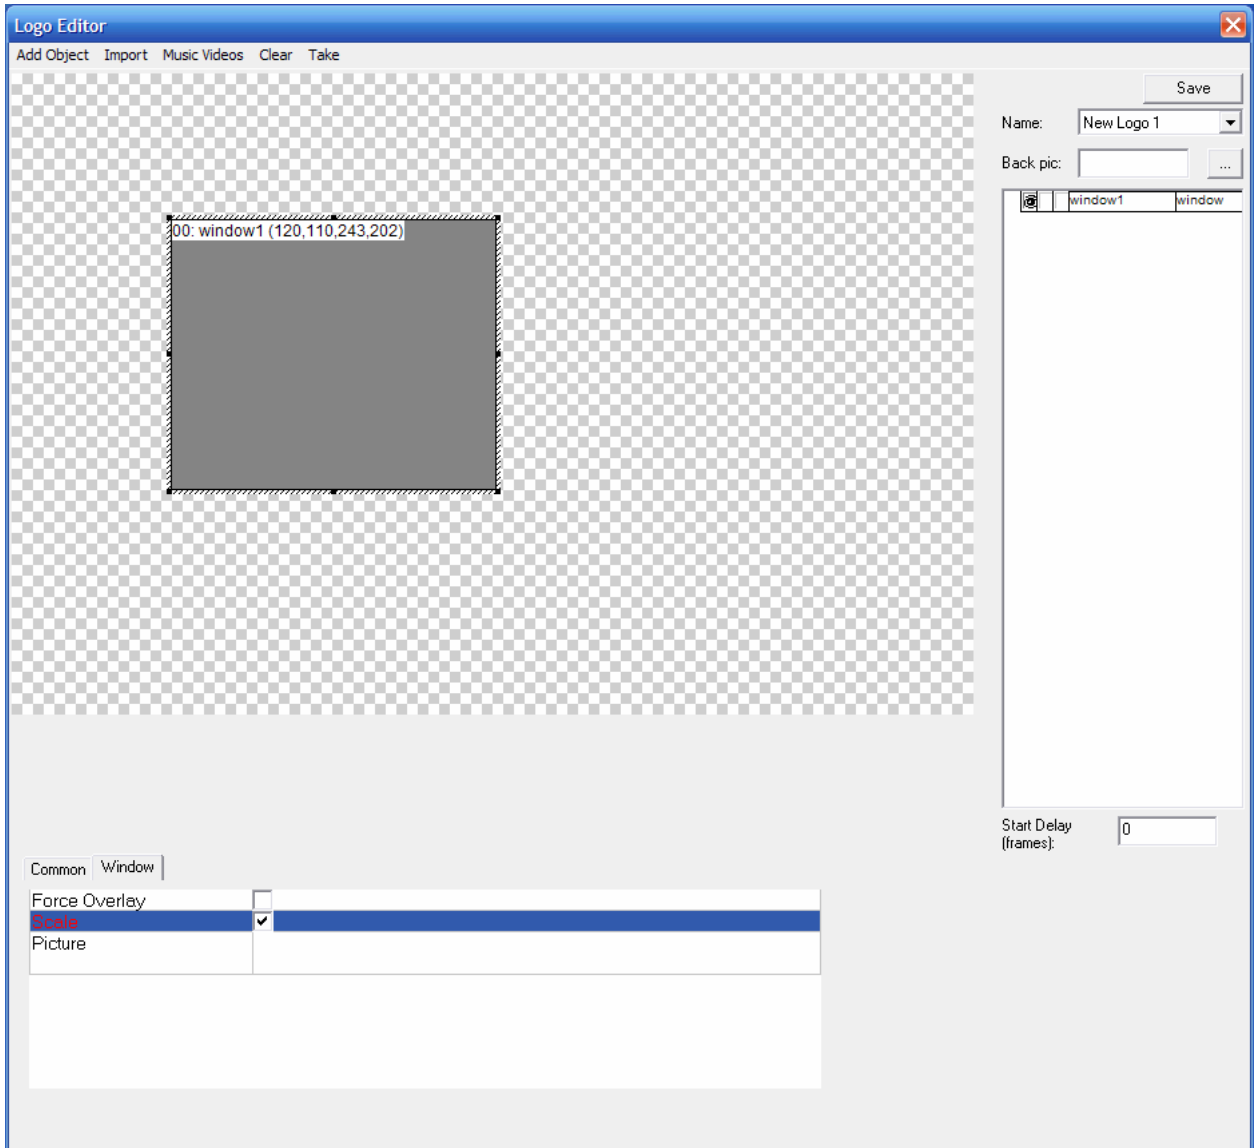 Logo Editor
Add Object Import Music Videos Clear Take
Save
Name: New Logo 1
Back pic: ...
window1 window
00: window1 (120,110,243,202)
Start Delay
(frames): 0
Common Window
Force Overlay
Scale
Picture